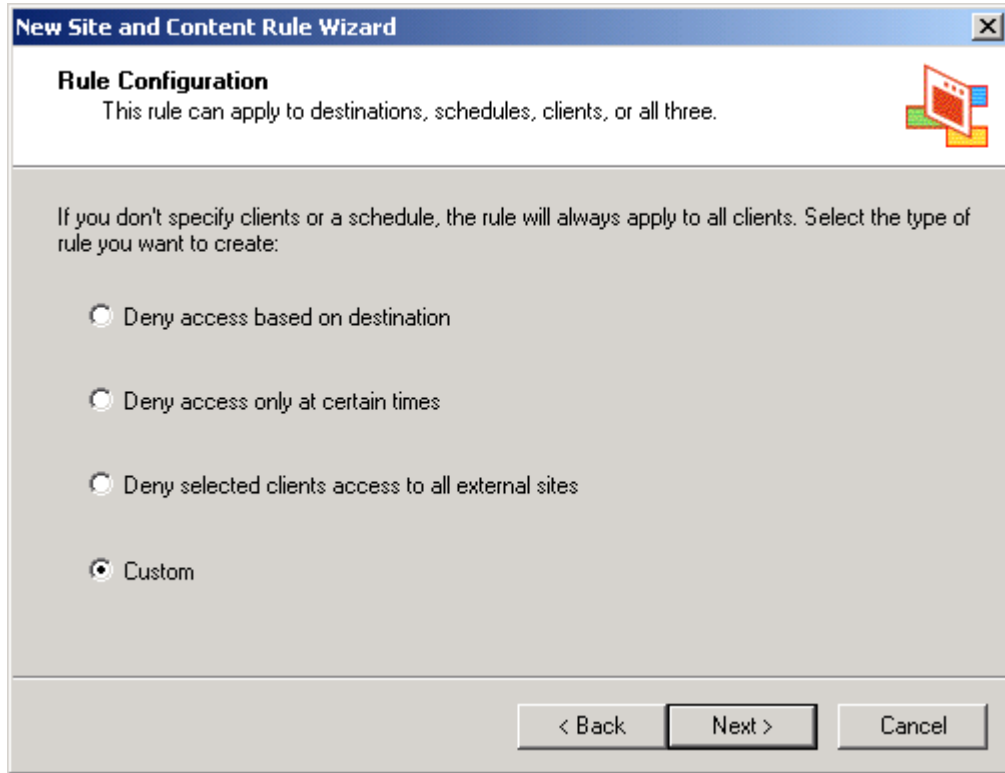 New Site and Content Rule Wizard
Rule Configuration
This rule can apply to destinations, schedules, clients, or all three.
If you don't specify clients or a schedule, the rule will always apply to all clients. Select the type of
rule you want to create:
Deny access based on destination
Deny access only at certain times
Deny selected clients access to all external sites
Custom
< Back
Next >
Cancel